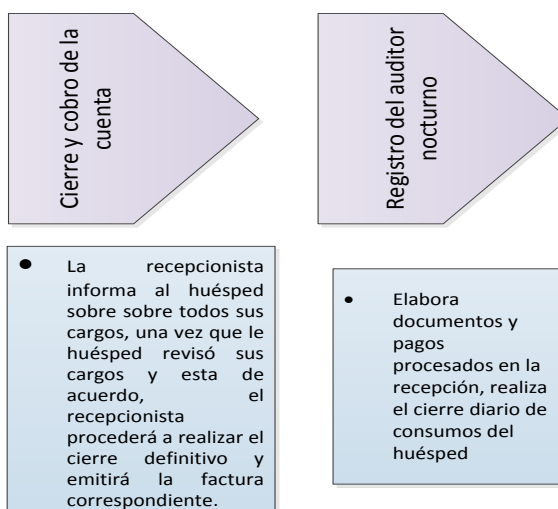 Cierre y cobro de la
cuenta
Registro del auditor
nocturno
• La recepcionista
informa al huésped
sobre sobre todos sus
cargos, una vez que le
huésped revisó sus
cargos y esta de
acuerdo, el
recepcionista
procederá a realizar el
cierre definitivo y
emitirá la factura
correspondiente.
• Elabora
documentos y
pagos
procesados en la
recepción, realiza
el cierre diario de
consumos del
huésped